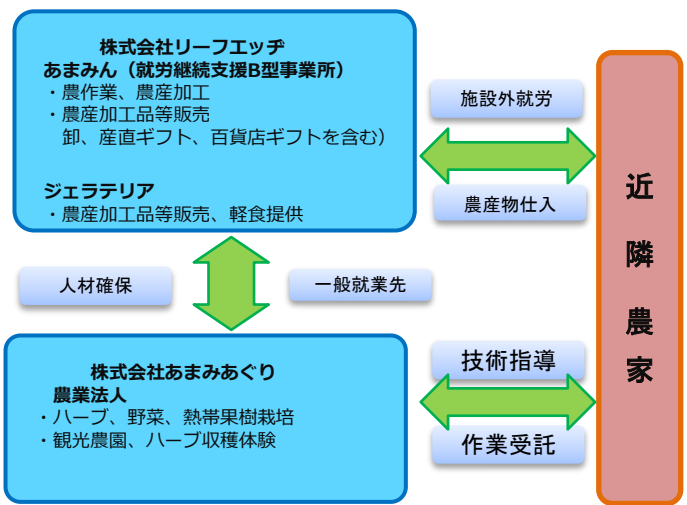 株式会社リーフエッヂ
あまみん（就労継続支援B型事業所）
・農作業、農産加工
・農産加工品等販売
卸、産直ギフト、百貨店ギフトを含む）
ジェラテリア
・農産加工品等販売、軽食提供
施設外就労
農産物仕入
近隣農家
人材確保
一般就業先
株式会社あまみあぐり
農業法人
・ハーブ、野菜、熱帯果樹栽培
・観光農園、ハーブ収穫体験
技術指導
作業受託